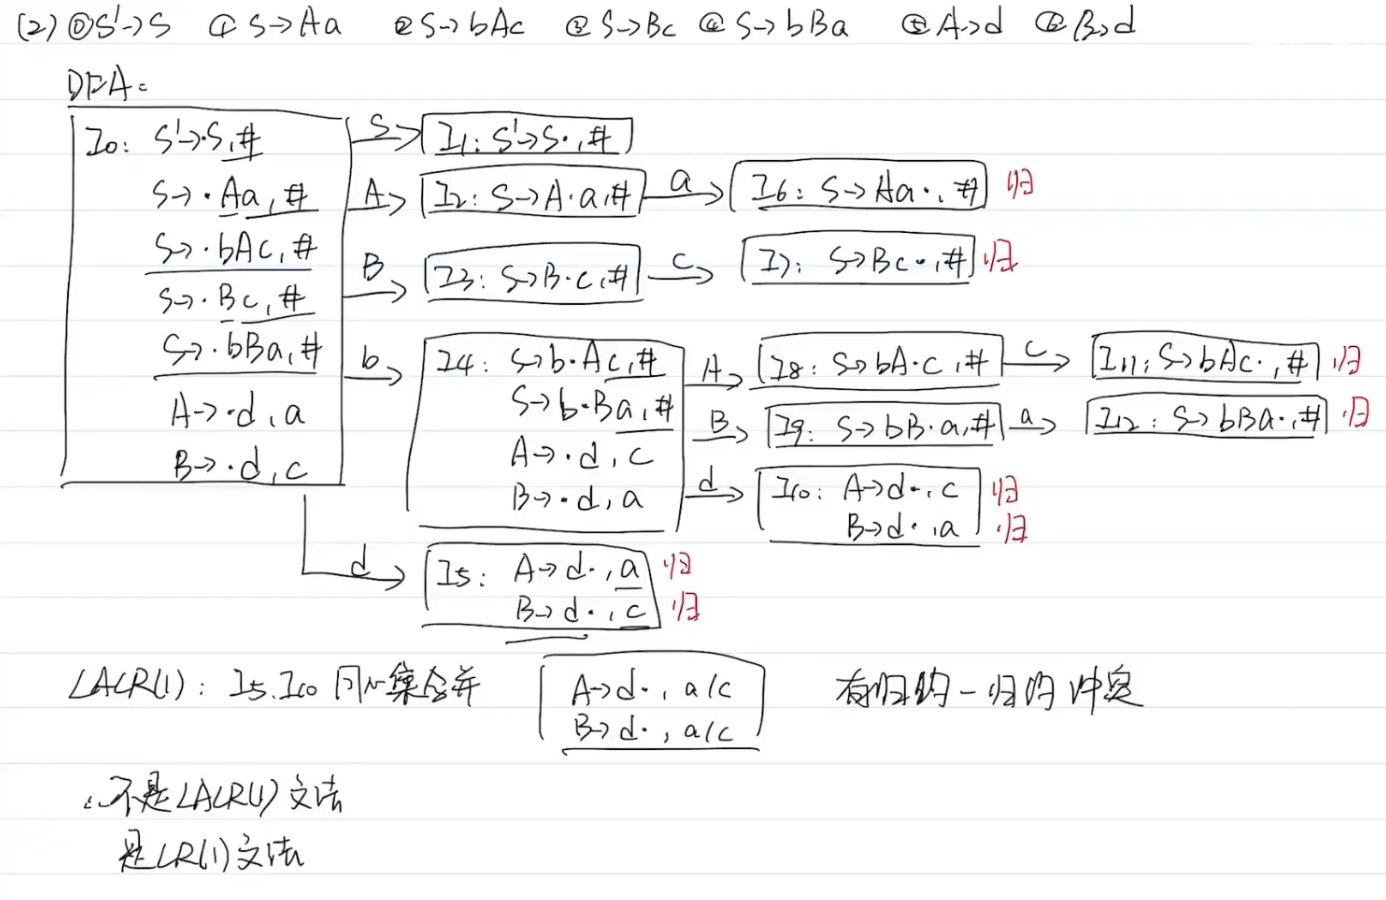 (2) ⓪S'→S ①S→Aa ②S→bAc ③S→Bc ④S→bBa ⑤A→d ⑥B→d
DFA:
I0: S'→·S,# S I1: S'→S·,#
S→·Aa,# A I2: S→A·a,# a I6: S→Aa·,# 归
S→·bAc,#
S→·Bc,# B I3: S→B·c,# c I7: S→Bc·,# 归
S→·bBa,# b I4: S→b·Ac,# A I8: S→bA·c,# c I11: S→bAc·,# 归
A→·d,a S→b·Ba,# B I9: S→bB·a,# a I12: S→bBa·,# 归
B→·d,c A→·d,c
B→·d,a d I10: A→d·,c 归
B→d·,a 归
d I5: A→d·,a 归
B→d·,c 归
LALR(1): I5.I10 同心集合并 A→d·, a/c 有归约-归约冲突
B→d·, a/c
∴不是LALR(1)文法
是LR(1)文法